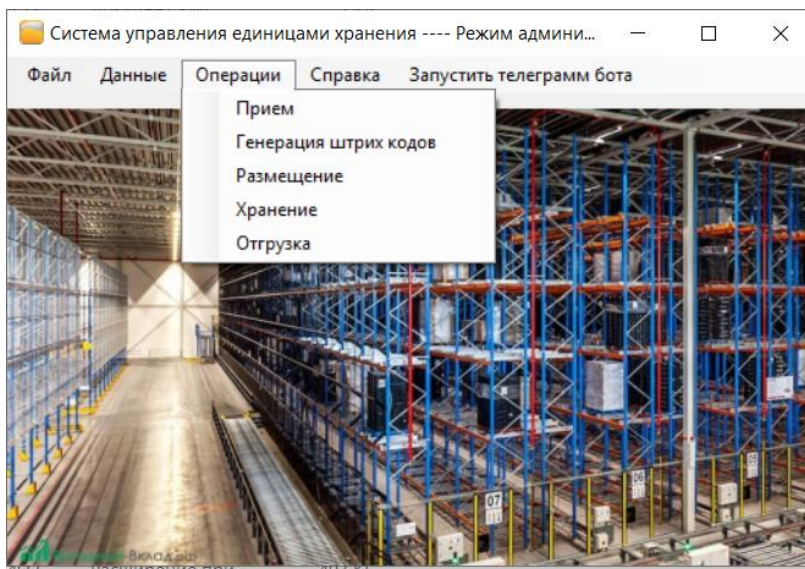 Система управления единицами хранения ---- Режим админи...
Файл Данные Операции Справка Запустить телеграмм бота
Прием
Генерация штрих кодов
Размещение
Хранение
Отгрузка
05
06
07